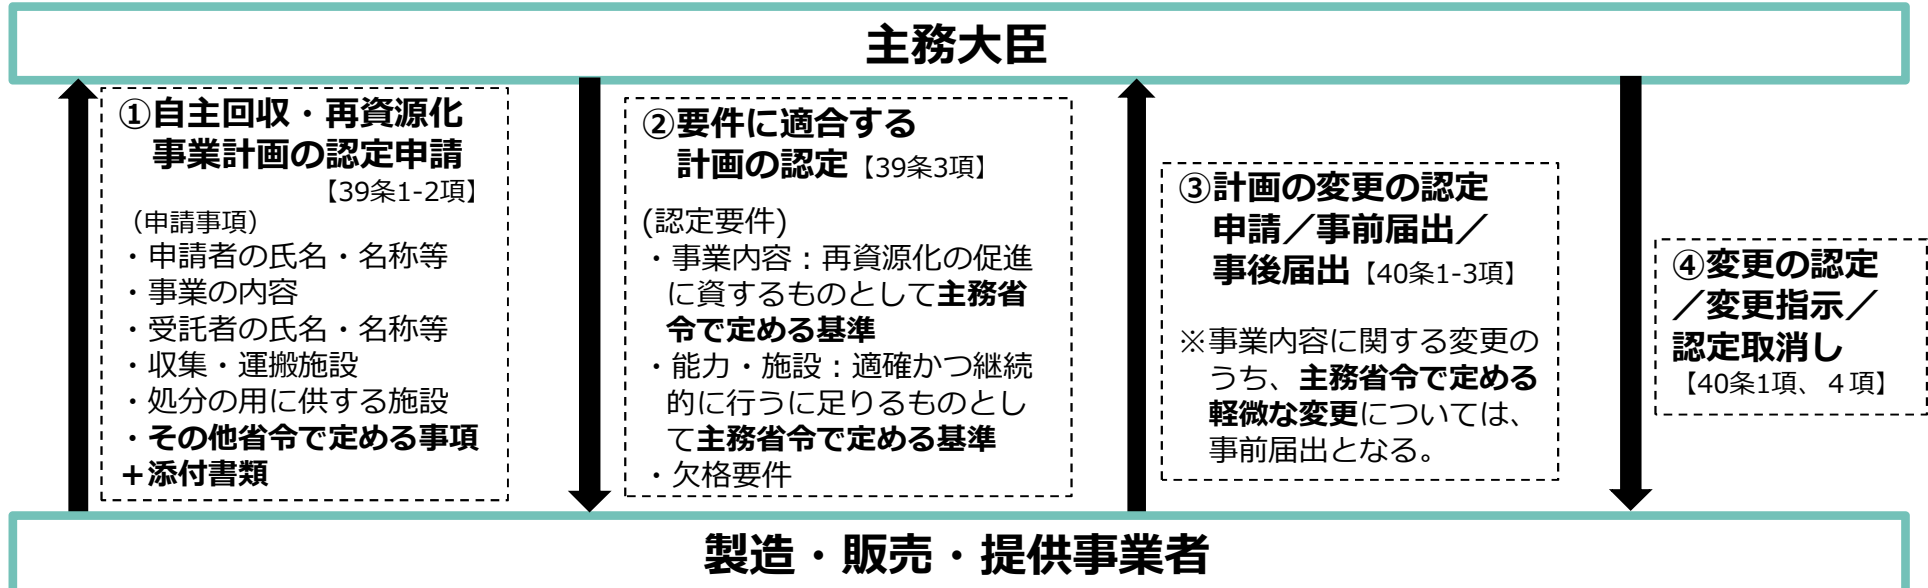 主務大臣
①自主回収・再資源化
事業計画の認定申請
【39条1-2項】
（申請事項）
・申請者の氏名・名称等
・事業の内容
・受託者の氏名・名称等
・収集・運搬施設
・処分の用に供する施設
・その他省令で定める事項
＋添付書類
②要件に適合する
計画の認定【39条3項】
(認定要件)
・事業内容：再資源化の促進
に資するものとして主務省
令で定める基準
・能力・施設：適確かつ継続
的に行うに足りるものとし
て主務省令で定める基準
・欠格要件
③計画の変更の認定
申請／事前届出／
事後届出【40条1-3項】
※事業内容に関する変更の
うち、主務省令で定める
軽微な変更については、
事前届出となる。
④変更の認定
／変更指示／
認定取消し
【40条1項、４項】
製造・販売・提供事業者